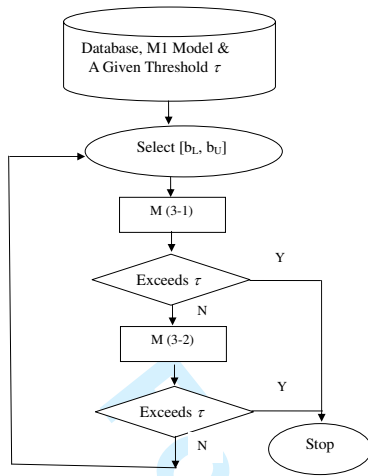 Database, M1 Model &
A Given Threshold τ
Select [bL, bU]
M (3-1)
Y
Exceeds τ
N
M (3-2)
Y
Exceeds τ
N
Stop